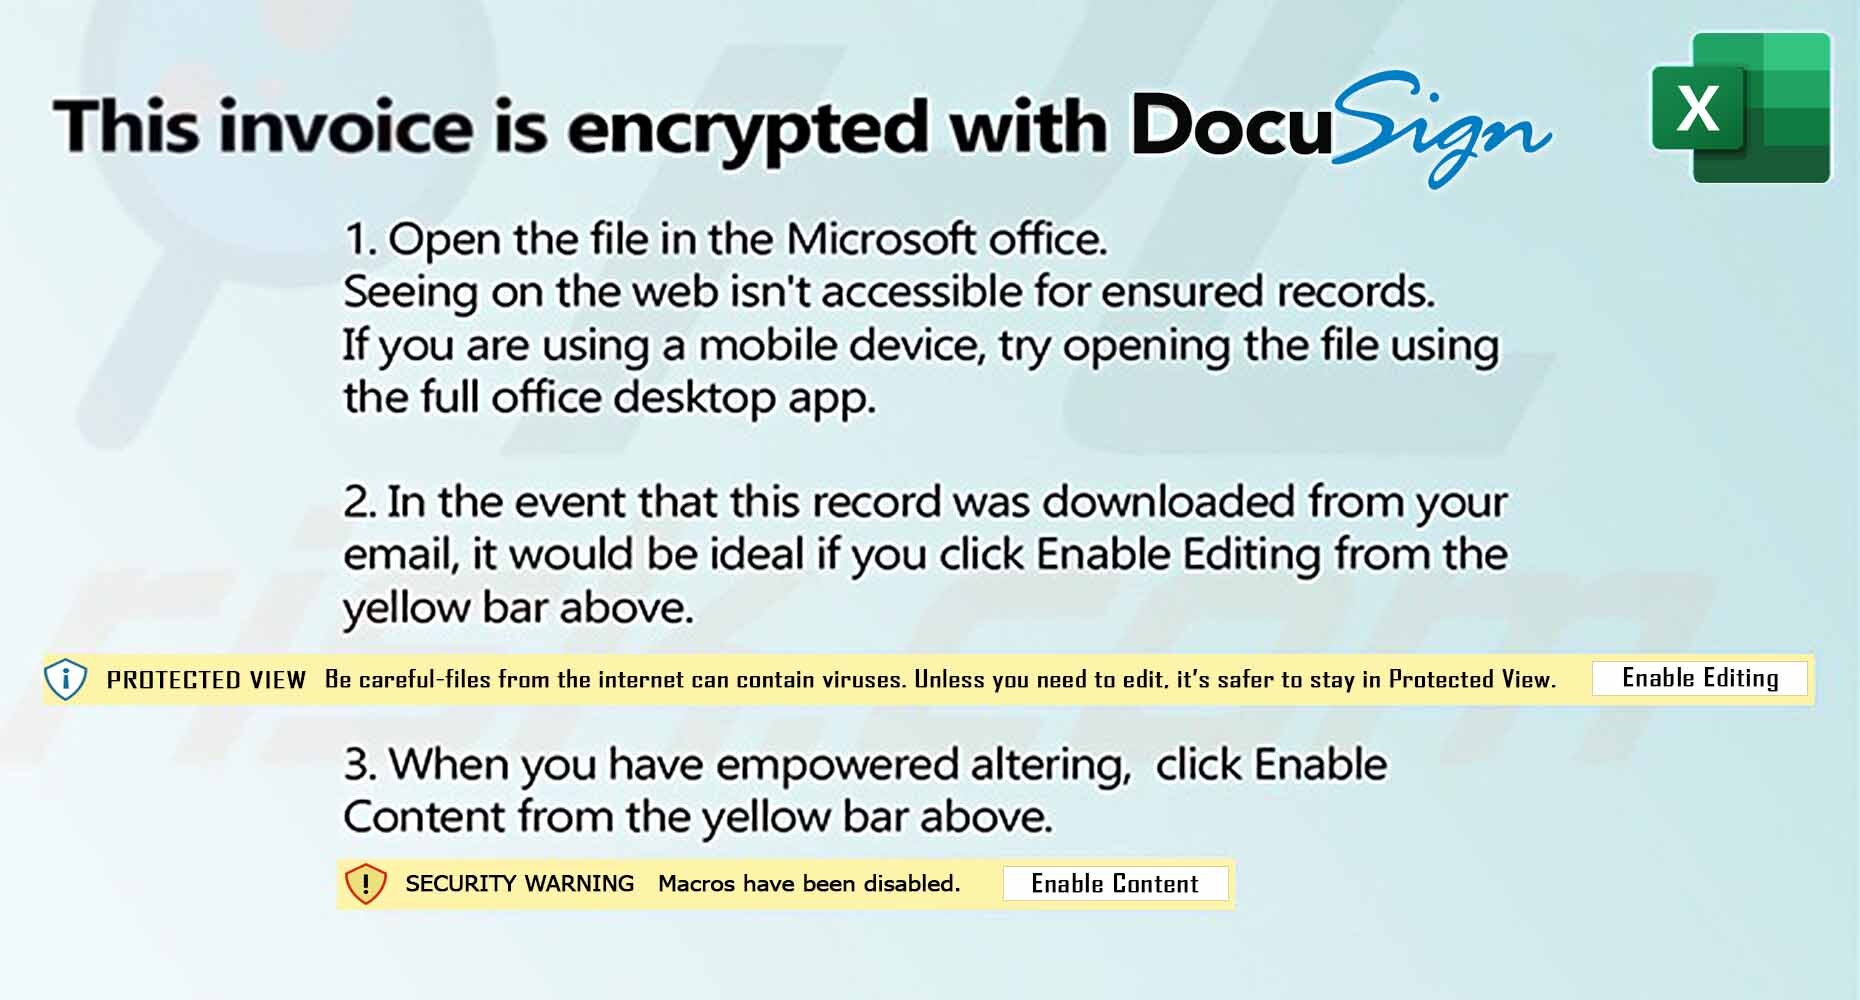 This invoice is encrypted with DocuSign
X
1. Open the file in the Microsoft office.
Seeing on the web isn't accessible for ensured records.
If you are using a mobile device, try opening the file using
the full office desktop app.
2. In the event that this record was downloaded from your
email, it would be ideal if you click Enable Editing from the
yellow bar above.
PROTECTED VIEW Be careful-files from the internet can contain viruses. Unless you need to edit, it's safer to stay in Protected View. Enable Editing
3. When you have empowered altering, click Enable
Content from the yellow bar above.
SECURITY WARNING Macros have been disabled. Enable Content
risk.com